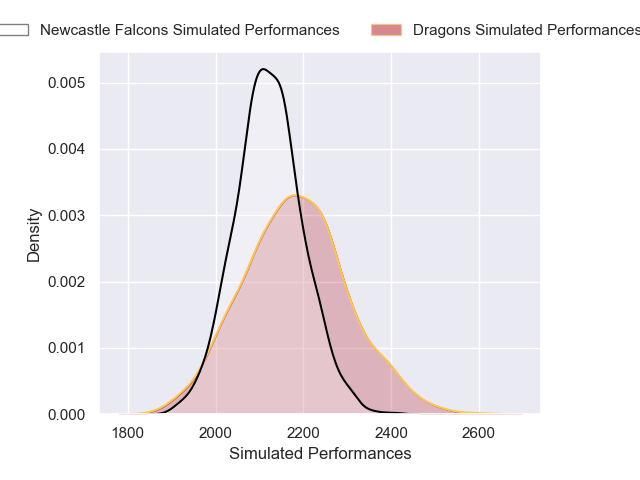 Newcastle Falcons Simulated Performances
Dragons Simulated Performances
0.005
0.004
0.003
0.002
0.001
0.000
Density
1800 2000 2200 2400 2600
Simulated Performances